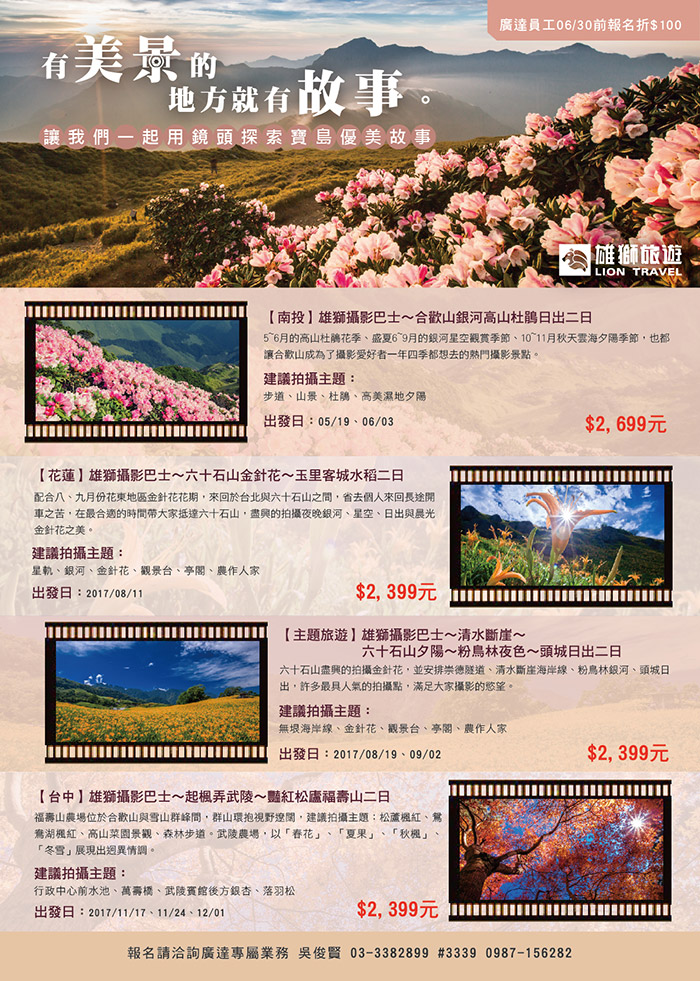 廣達員工06/30前報名折$100
有美景的
地方就有故事。
讓我們一起用鏡頭探索寶島優美故事
雄獅旅遊
LION TRAVEL
【南投】雄獅攝影巴士～合歡山銀河高山杜鵑日出二日
5~6月的高山杜鵑花季、盛夏6~9月的銀河星空觀賞季節、10~11月秋天雲海夕陽季節，也都
讓合歡山成為了攝影愛好者一年四季都想去的熱門攝影景點。
建議拍攝主題：
步道、山景、杜鵑、高美濕地夕陽
出發日：05/19、06/03
$2,699元
【花蓮】雄獅攝影巴士～六十石山金針花～玉里客城水稻二日
配合八、九月份花東地區金針花花期，來回於台北與六十石山之間，省去個人來回長途開
車之苦，在最合適的時間帶大家抵達六十石山，盡興的拍攝夜晚銀河、星空、日出與晨光
金針花之美。
建議拍攝主題：
星軌、銀河、金針花、觀景台、亭閣、農作人家
出發日：2017/08/11
$2,399元
【主題旅遊】雄獅攝影巴士～清水斷崖～
六十石山夕陽～粉鳥林夜色～頭城日出二日
六十石山盡興的拍攝金針花，並安排崇德隧道、清水斷崖海岸線、粉鳥林銀河、頭城日
出，許多最具人氣的拍攝點，滿足大家攝影的慾望。
建議拍攝主題：
無垠海岸線、金針花、觀景台、亭閣、農作人家
出發日：2017/08/19、09/02
$2,399元
【台中】雄獅攝影巴士～起楓弄武陵～豔紅松廬福壽山二日
福壽山農場位於合歡山與雪山群峰間，群山環抱視野遼闊，建議拍攝主題：松蘆楓紅、鴛
鴦湖楓紅、高山菜園景觀、森林步道。武陵農場，以「春花」、「夏果」、「秋楓」、
「冬雪」展現出迥異情調。
建議拍攝主題：
行政中心前水池、萬壽橋、武陵賓館後方銀杏、落羽松
出發日：2017/11/17、11/24、12/01
$2,399元
報名請洽詢廣達專屬業務 吳俊賢 03-3382899 #3339 0987-156282